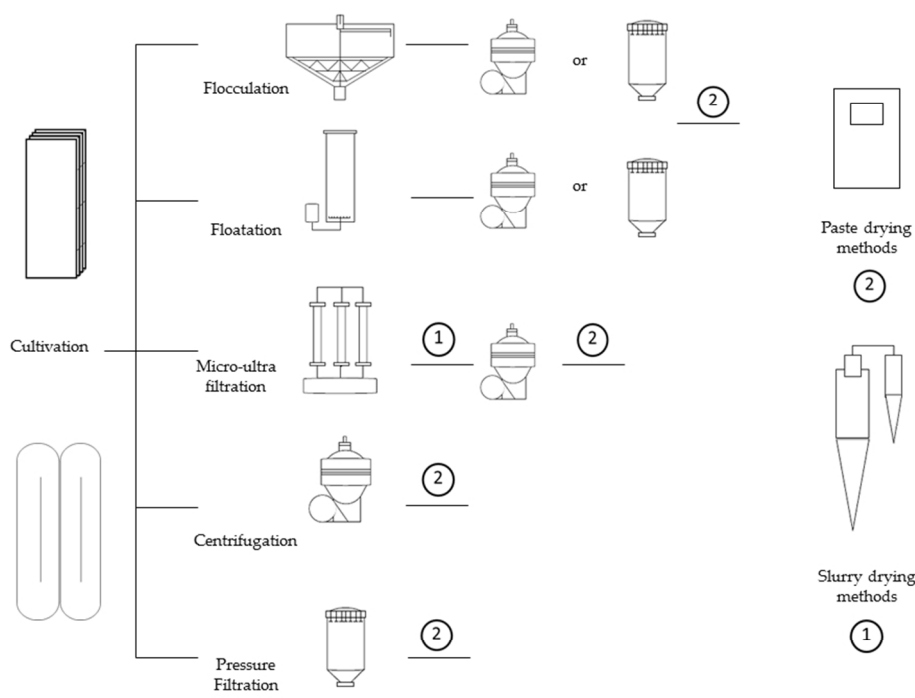 Flocculation
or
2
Floatation
or
Cultivation
Micro-ultra
filtration
1
2
Centrifugation
2
Pressure
Filtration
2
Paste drying
methods
2
Slurry drying
methods
1